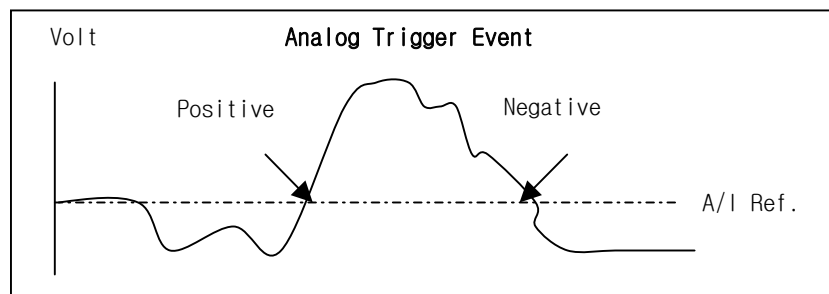 Volt
Analog Trigger Event
Positive
Negative
A/I Ref.